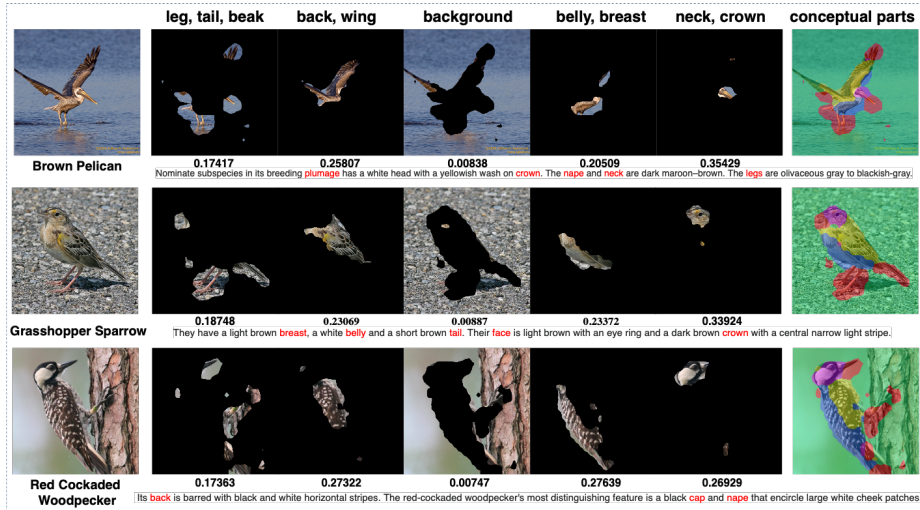 leg, tail, beak back, wing background belly, breast neck, crown conceptual parts
Brown Pelican
0.17417 0.25807 0.00838 0.20509 0.35429
Nominate subspecies in its breeding plumage has a white head with a yellowish wash on crown. The nape and neck are dark maroon–brown. The legs are olivaceous gray to blackish-gray.
Grasshopper Sparrow
0.18748 0.23069 0.00887 0.23372 0.33924
They have a light brown breast, a white belly and a short brown tail. Their face is light brown with an eye ring and a dark brown crown with a central narrow light stripe.
Red Cockaded
Woodpecker
0.17363 0.27322 0.00747 0.27639 0.26929
Its back is barred with black and white horizontal stripes. The red-cockaded woodpecker's most distinguishing feature is a black cap and nape that encircle large white cheek patches